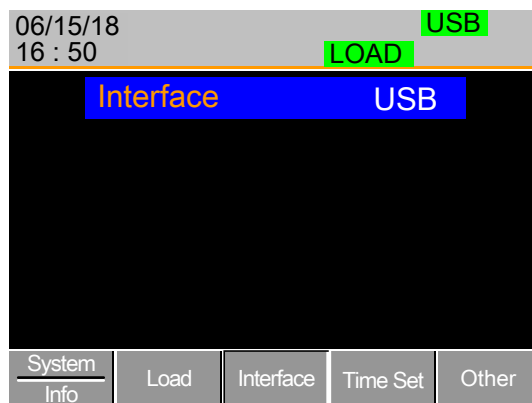 06/15/18 USB
16 : 50 LOAD
Interface USB
System
Info
Load
Interface
Time Set
Other